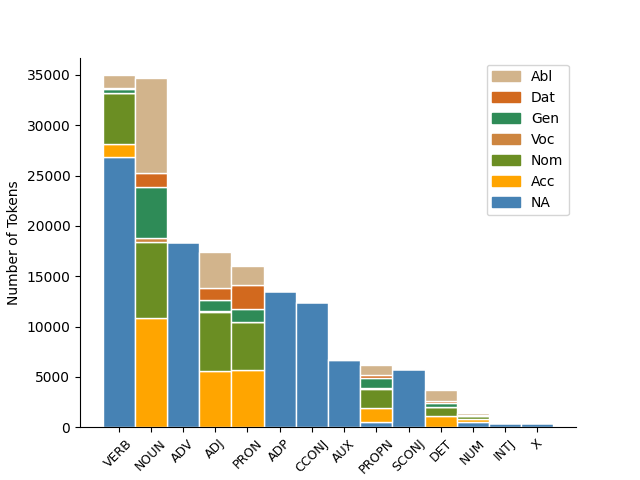 35000
30000
25000
20000
15000
10000
5000
0
Number of Tokens
Abl
Dat
Gen
Voc
Nom
Acc
NA
VERB
NOUN
ADV
ADJ
PRON
ADP
CCONJ
AUX
PROPN
SCONJ
DET
NUM
INTJ
X